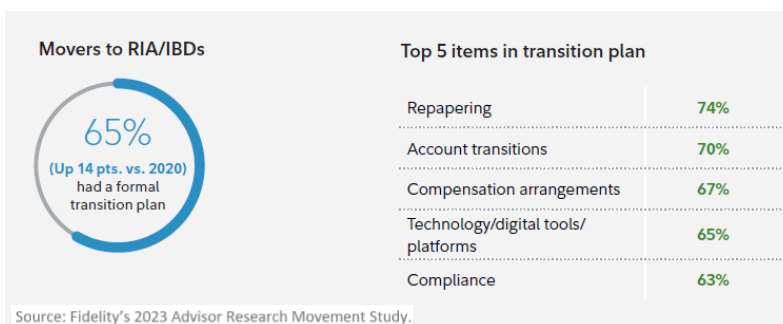 Movers to RIA/IBDs
65%
(Up 14 pts. vs. 2020)
had a formal
transition plan
Top 5 items in transition plan
Repapering 74%
Account transitions 70%
Compensation arrangements 67%
Technology/digital tools/
platforms 65%
Compliance 63%
Source: Fidelity's 2023 Advisor Research Movement Study.